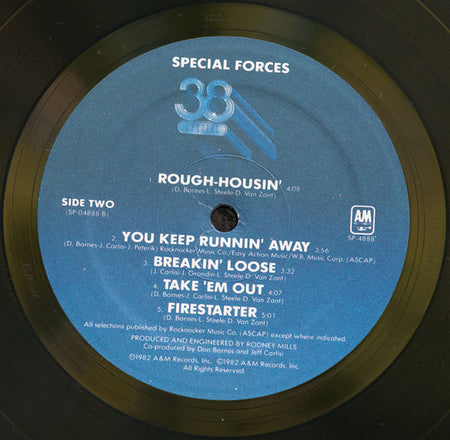 SPECIAL FORCES
38
SPECIAL
1. ROUGH-HOUSIN' 4:08
(D. Barnes-L. Steele-D. Van Zant)
SIDE TWO
(SP-04888-B)
A&M
SP-4888
2. YOU KEEP RUNNIN' AWAY 3:56
(D. Barnes-J. Carlisi-J. Peterik) Rocknocker Music Co./Easy Action Music/W.B. Music Corp. (ASCAP)
3. BREAKIN' LOOSE 3:32
(J. Carlisi-J. Grondin-L. Steele-D. Van Zant)
4. TAKE 'EM OUT 4:07
(D. Barnes-J. Carlisi-L. Steele-D. Van Zant)
5. FIRESTARTER 5:01
(D. Barnes-L. Steele-D. Van Zant)
All selections published by Rocknocker Music Co. (ASCAP) except where indicated.
PRODUCED AND ENGINEERED BY RODNEY MILLS
Co-produced by Don Barnes and Jeff Carlisi
℗1982 A&M Records, Inc. ©1982 A&M Records, Inc.
All Rights Reserved.